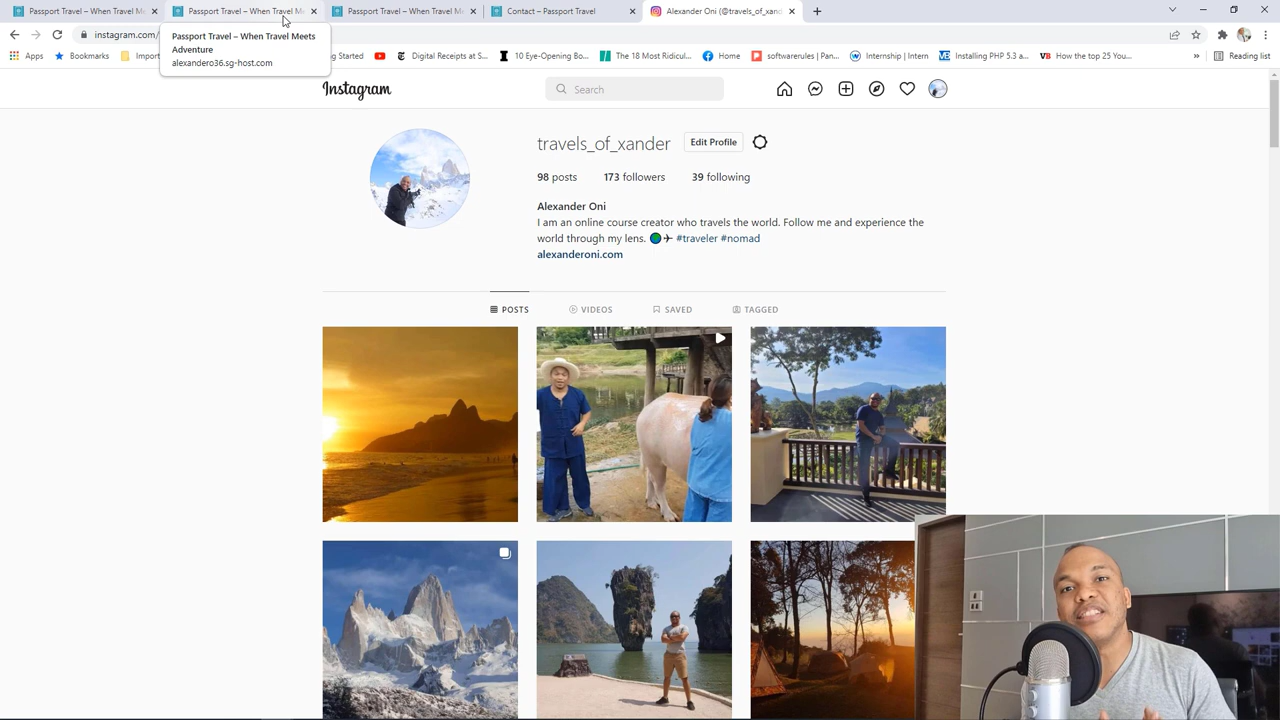 Passport Travel – When Travel Me
Passport Travel – When Travel M
Passport Travel – When Travel Me
Contact – Passport Travel
Alexander Oni (@travels_of_xand
instagram.com/
Passport Travel – When Travel Meets
Adventure
alexandero36.sg-host.com
Apps
Bookmarks
Import
g Started
Digital Receipts at S...
10 Eye-Opening Bo...
The 18 Most Ridicul...
softwarerules | Pan...
Internship | Intern
Installing PHP 5.3 a...
How the top 25 You...
»
Reading list
Instagram
Search
travels_of_xander
Edit Profile
98 posts
173 followers
39 following
Alexander Oni
I am an online course creator who travels the world. Follow me and experience the
world through my lens. 🌍✈ #traveler #nomad
alexanderoni.com
POSTS
VIDEOS
SAVED
TAGGED